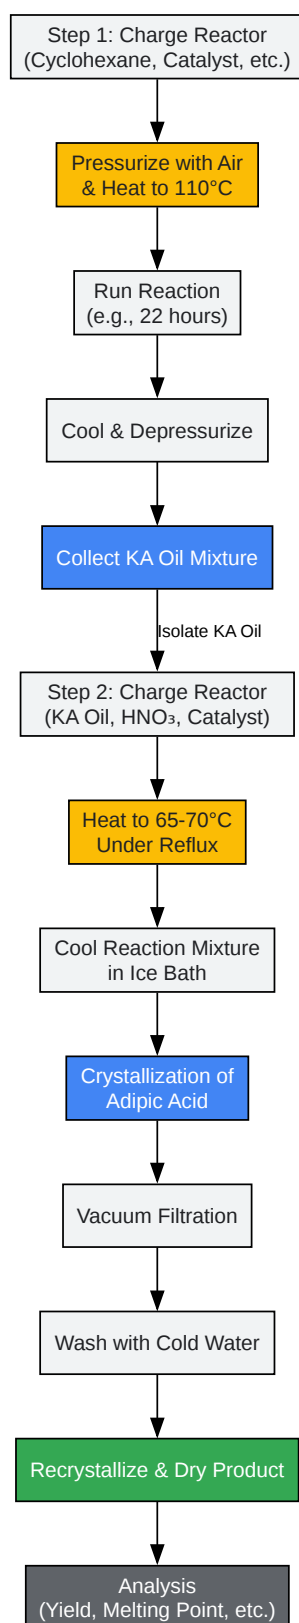 Step 1: Charge Reactor
(Cyclohexane, Catalyst, etc.)
Pressurize with Air
& Heat to 110°C
Run Reaction
(e.g., 22 hours)
Cool & Depressurize
Collect KA Oil Mixture
Isolate KA Oil
Step 2: Charge Reactor
(KA Oil, HNO₃, Catalyst)
Heat to 65-70°C
Under Reflux
Cool Reaction Mixture
in Ice Bath
Crystallization of
Adipic Acid
Vacuum Filtration
Wash with Cold Water
Recrystallize & Dry Product
Analysis
(Yield, Melting Point, etc.)